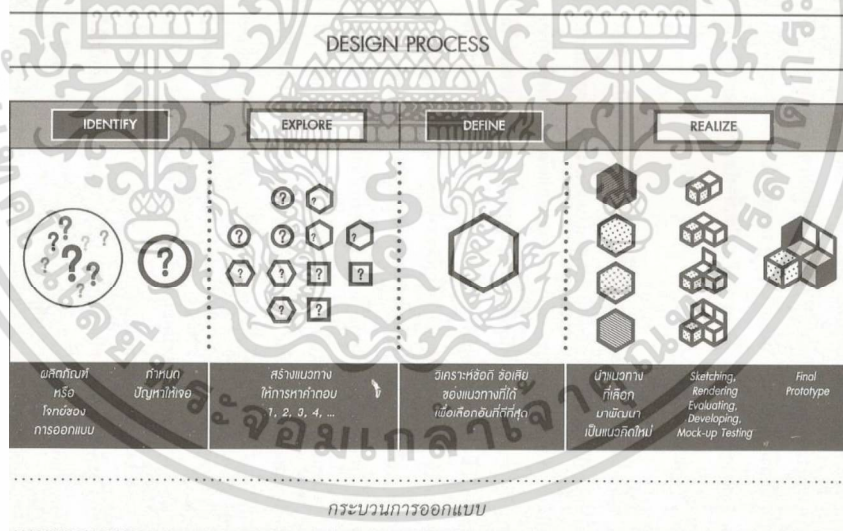 DESIGN PROCESS
IDENTIFY
EXPLORE
DEFINE
REALIZE
ผลิตภัณฑ์
หรือ
โจทย์ของ
การออกแบบ
กำหนด
ปัญหาให้เจอ
สร้างแนวทาง
ให้การหาคำตอบ
1, 2, 3, 4, ...
วิเคราะห์ข้อดี ข้อเสีย
ของแนวทางที่ได้
เพื่อเลือกอันที่ดีที่สุด
นำแนวทาง
ที่เลือก
มาพัฒนา
เป็นแนวคิดใหม่
Sketching,
Rendering
Evaluating,
Developing,
Mock-up Testing
Final
Prototype
กระบวนการออกแบบ